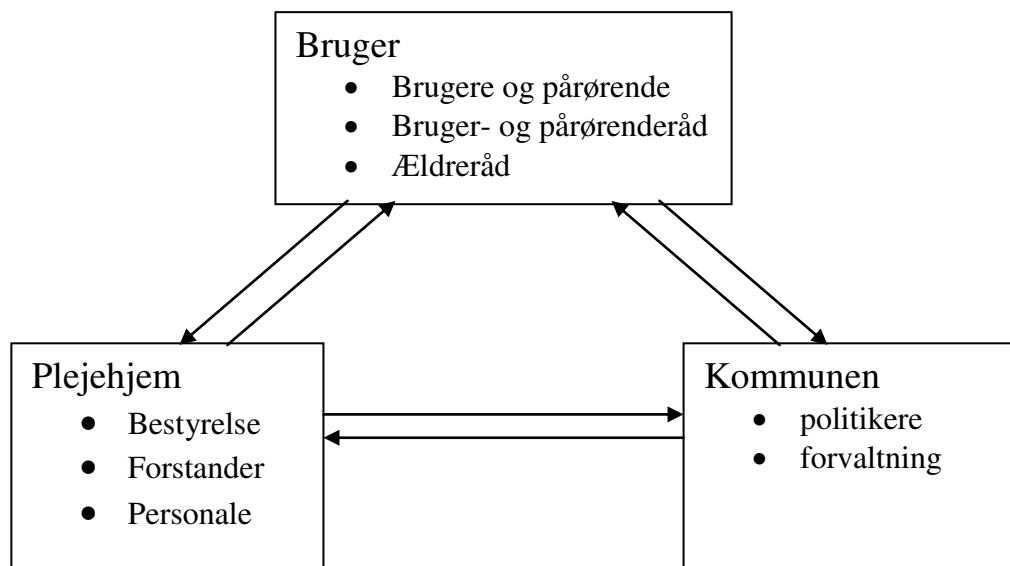 Bruger
• Brugere og pårørende
• Bruger- og pårørenderåd
• Ældreråd
Plejehjem
• Bestyrelse
• Forstander
• Personale
Kommunen
• politikere
• forvaltning